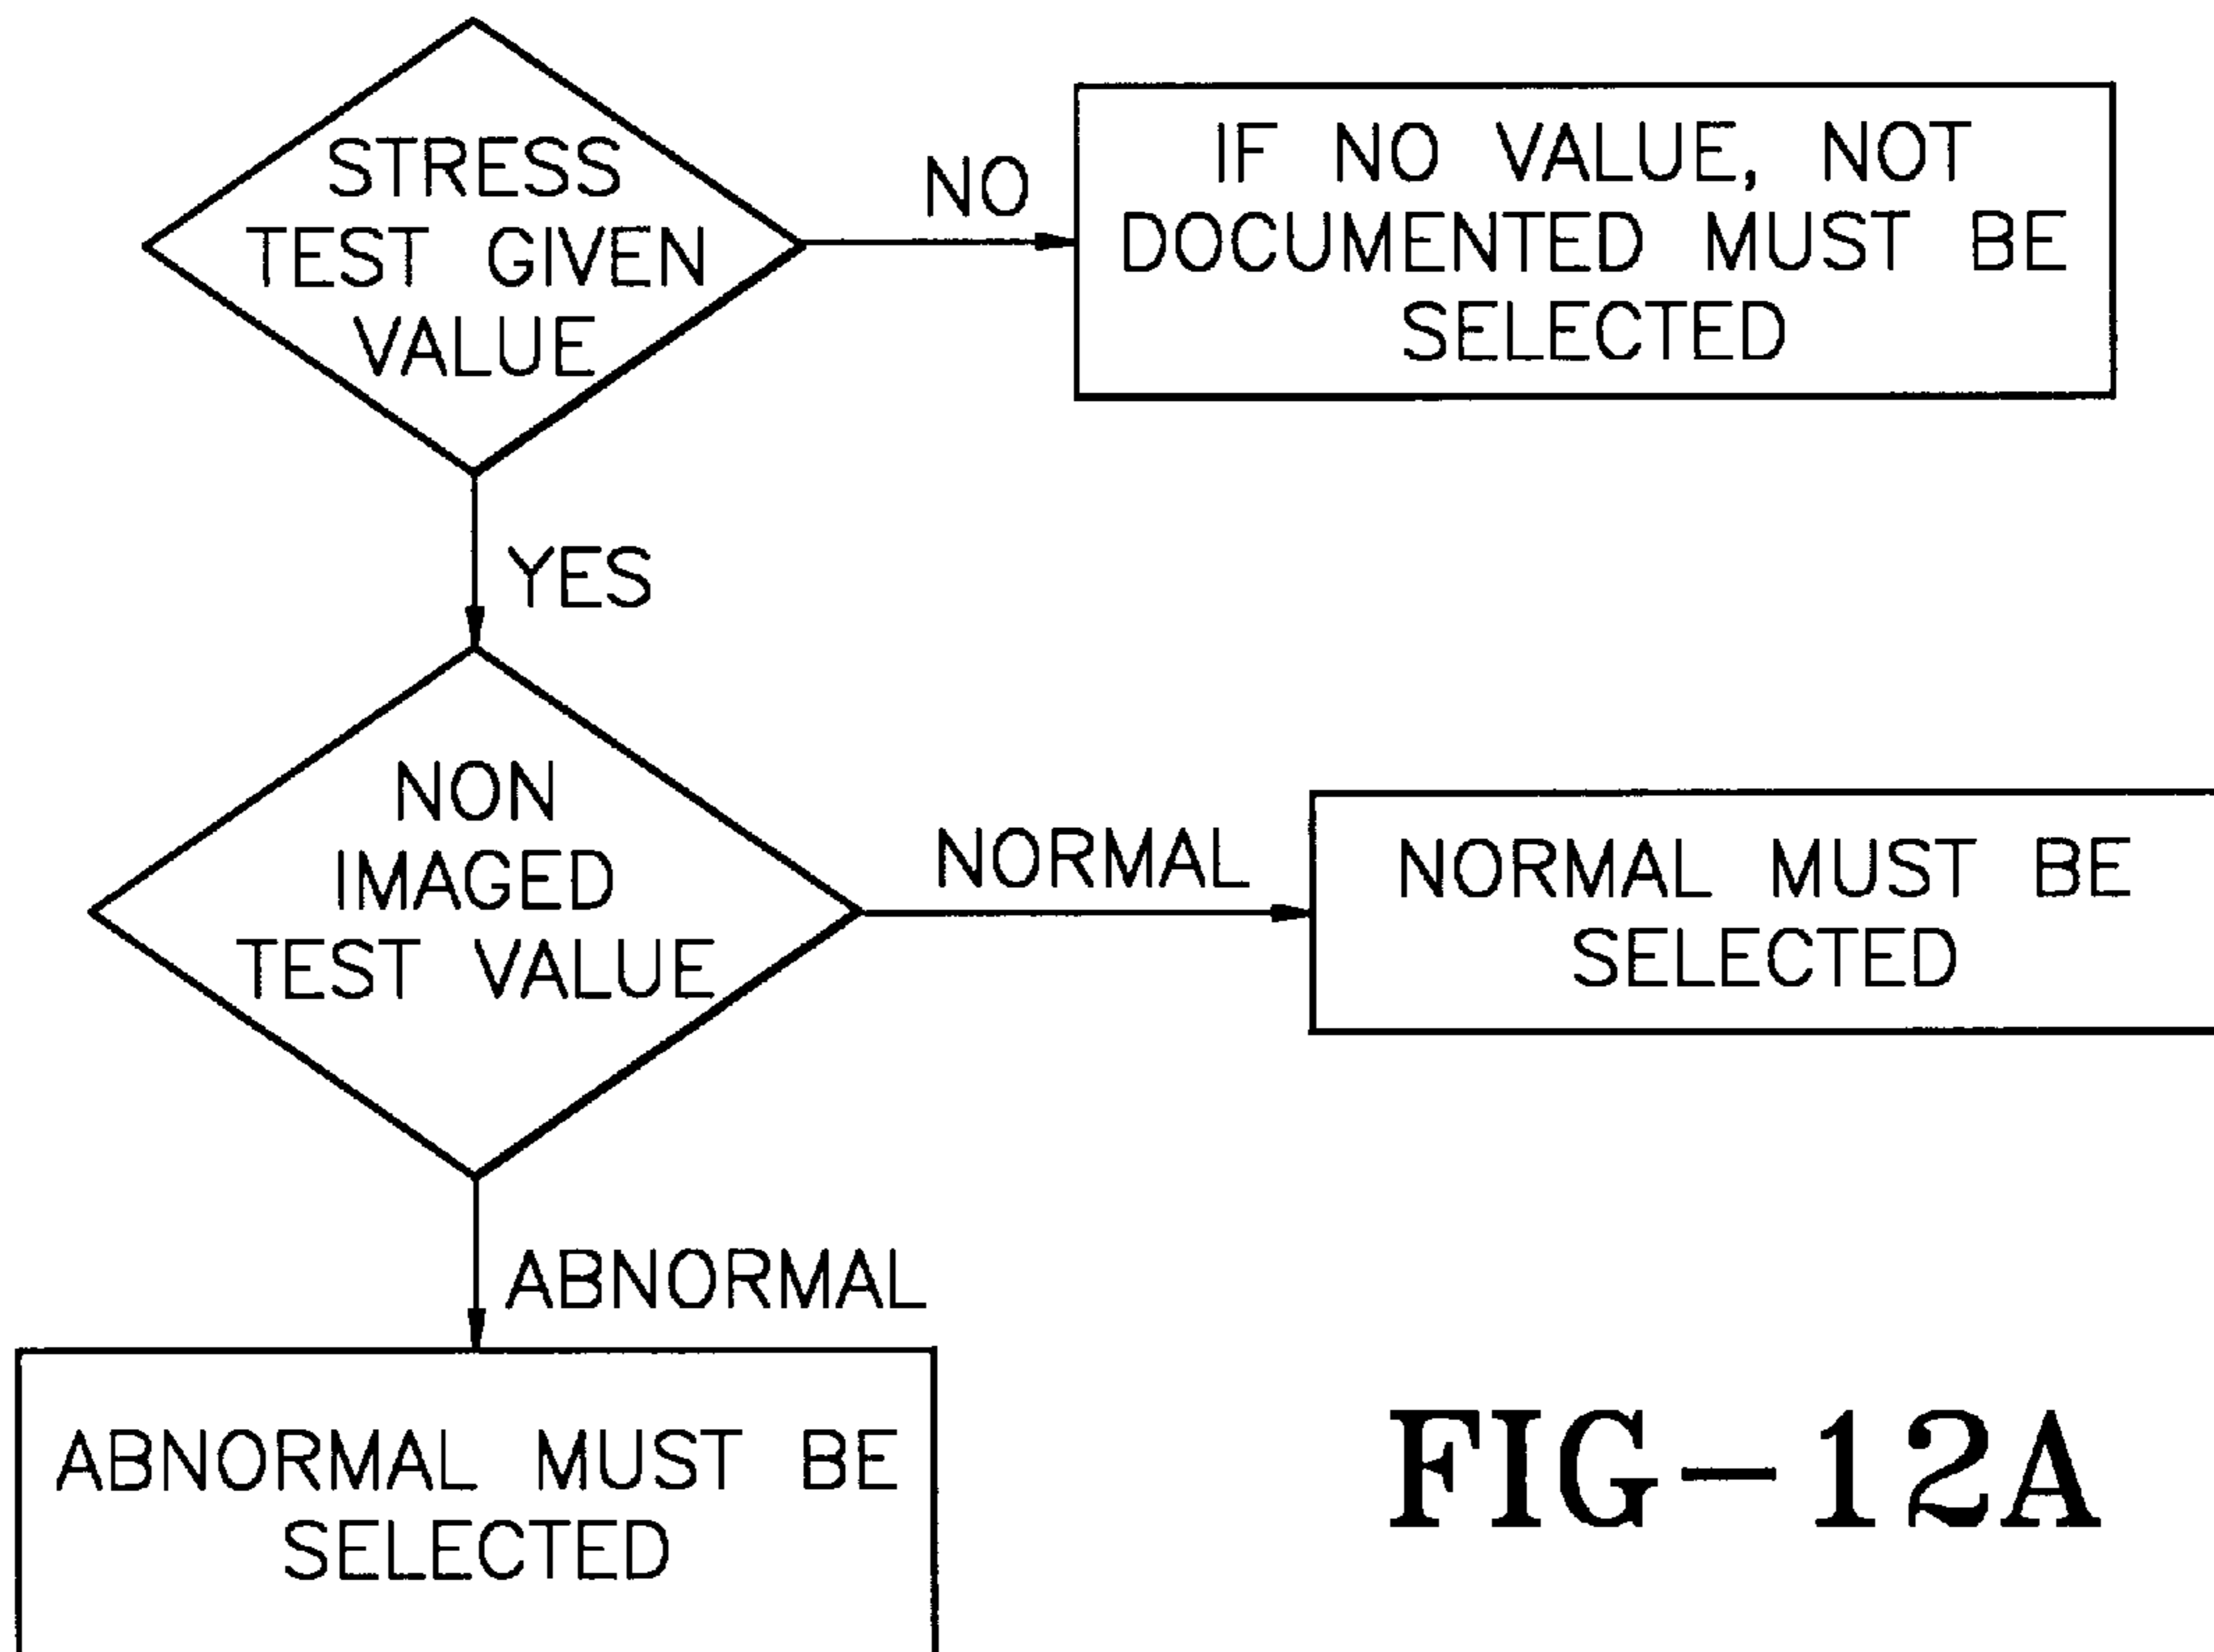 STRESS
TEST GIVEN
VALUE
NO
IF NO VALUE, NOT
DOCUMENTED MUST BE
SELECTED
YES
NON
IMAGED
TEST VALUE
NORMAL
NORMAL MUST BE
SELECTED
ABNORMAL
ABNORMAL MUST BE
SELECTED
FIG-12A